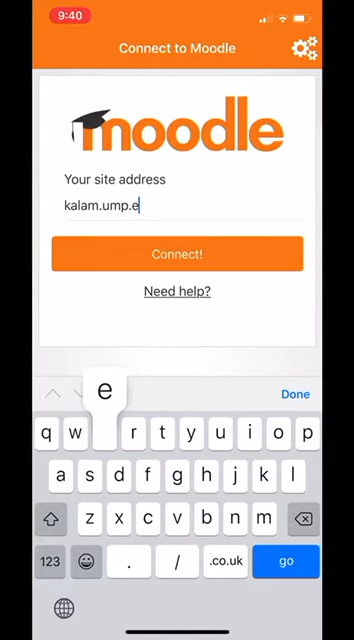 9:40
Connect to Moodle
moodle
Your site address
kalam.ump.e
Connect!
Need help?
e
Done
q w r t y u i o p
a s d f g h j k l
z x c v b n m
123 . / .co.uk go